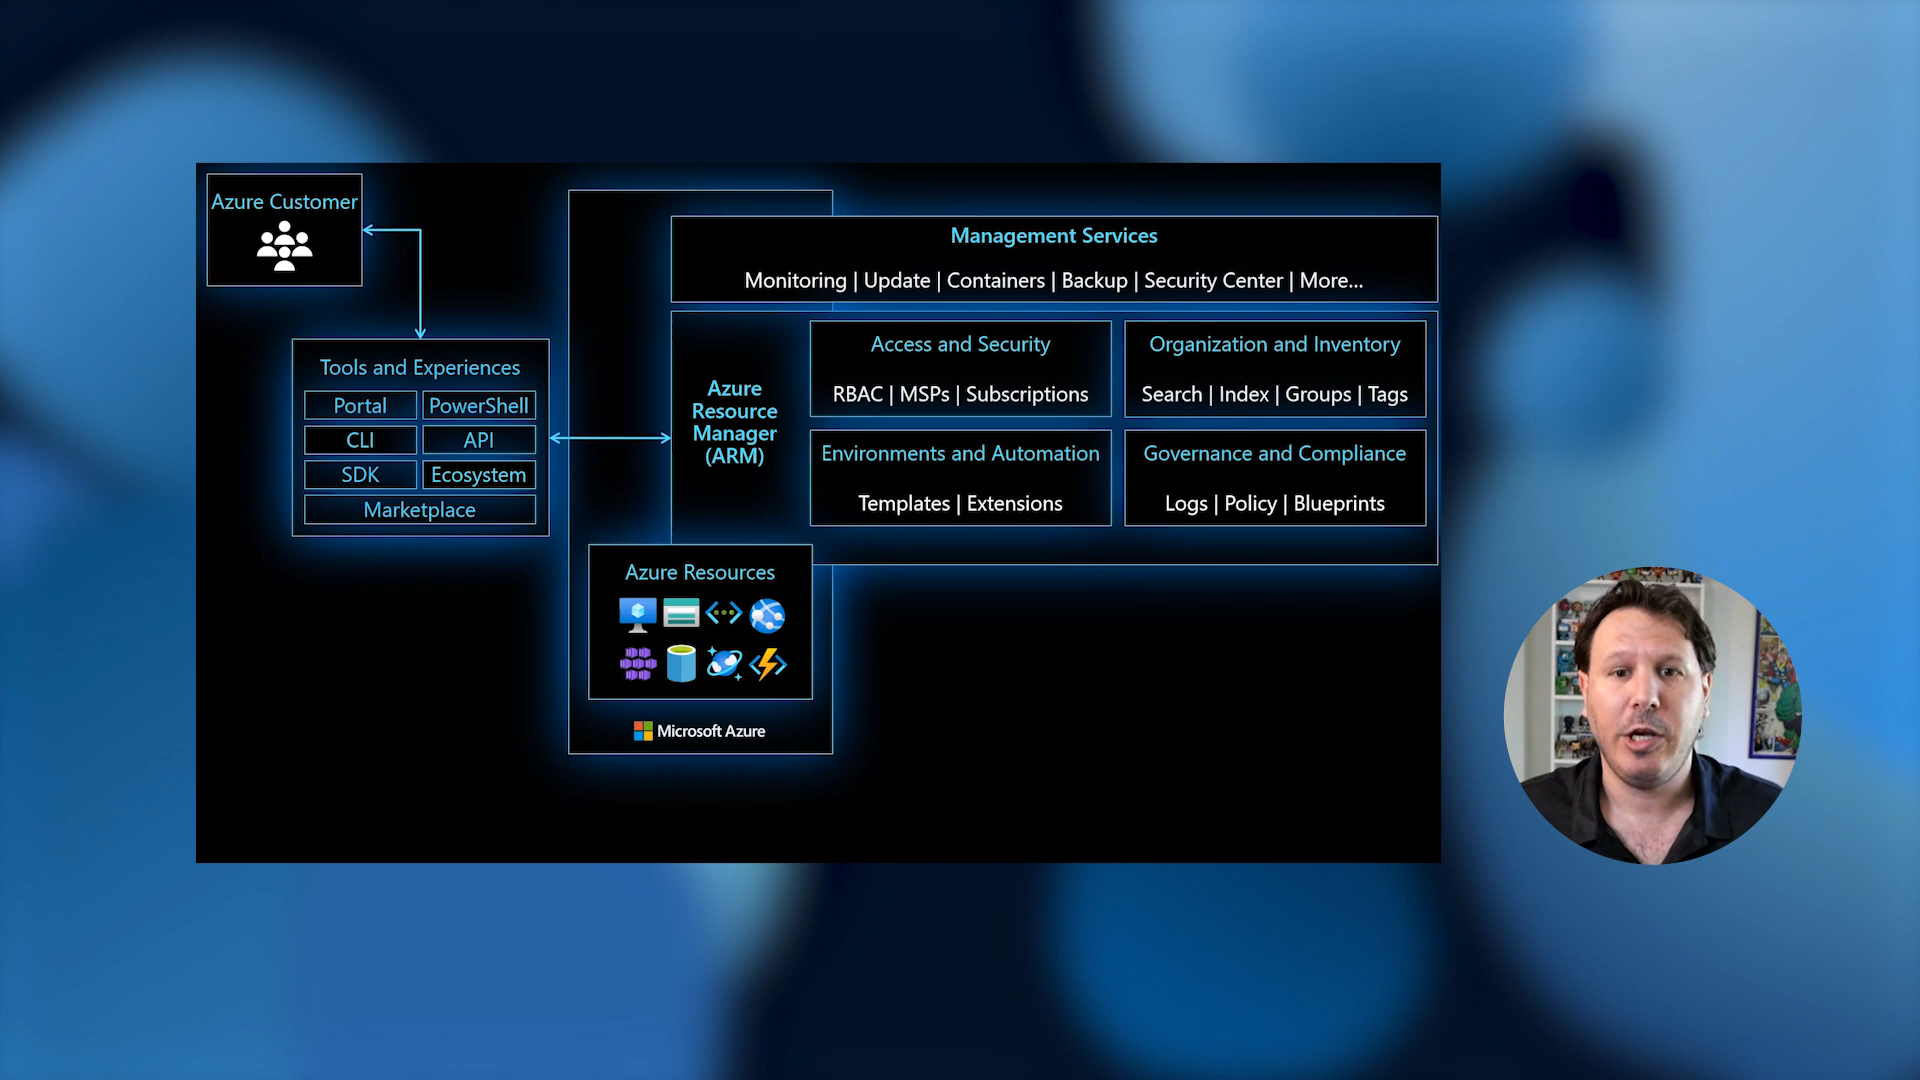 Azure Customer
Tools and Experiences
Portal
PowerShell
CLI
API
SDK
Ecosystem
Marketplace
Management Services
Monitoring | Update | Containers | Backup | Security Center | More...
Azure
Resource
Manager
(ARM)
Access and Security
RBAC | MSPs | Subscriptions
Organization and Inventory
Search | Index | Groups | Tags
Environments and Automation
Templates | Extensions
Governance and Compliance
Logs | Policy | Blueprints
Azure Resources
Microsoft Azure